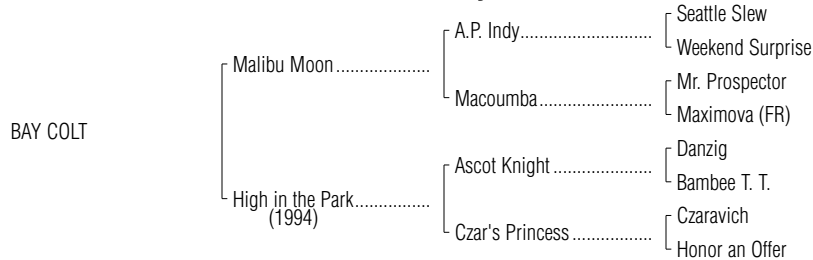 Seattle Slew
A.P. Indy............................
Weekend Surprise
Malibu Moon....................
Mr. Prospector
Macoumba........................
Maximova (FR)
BAY COLT
Danzig
Ascot Knight .....................
Bambee T. T.
High in the Park................
(1994)
Czaravich
Czar's Princess .................
Honor an Offer